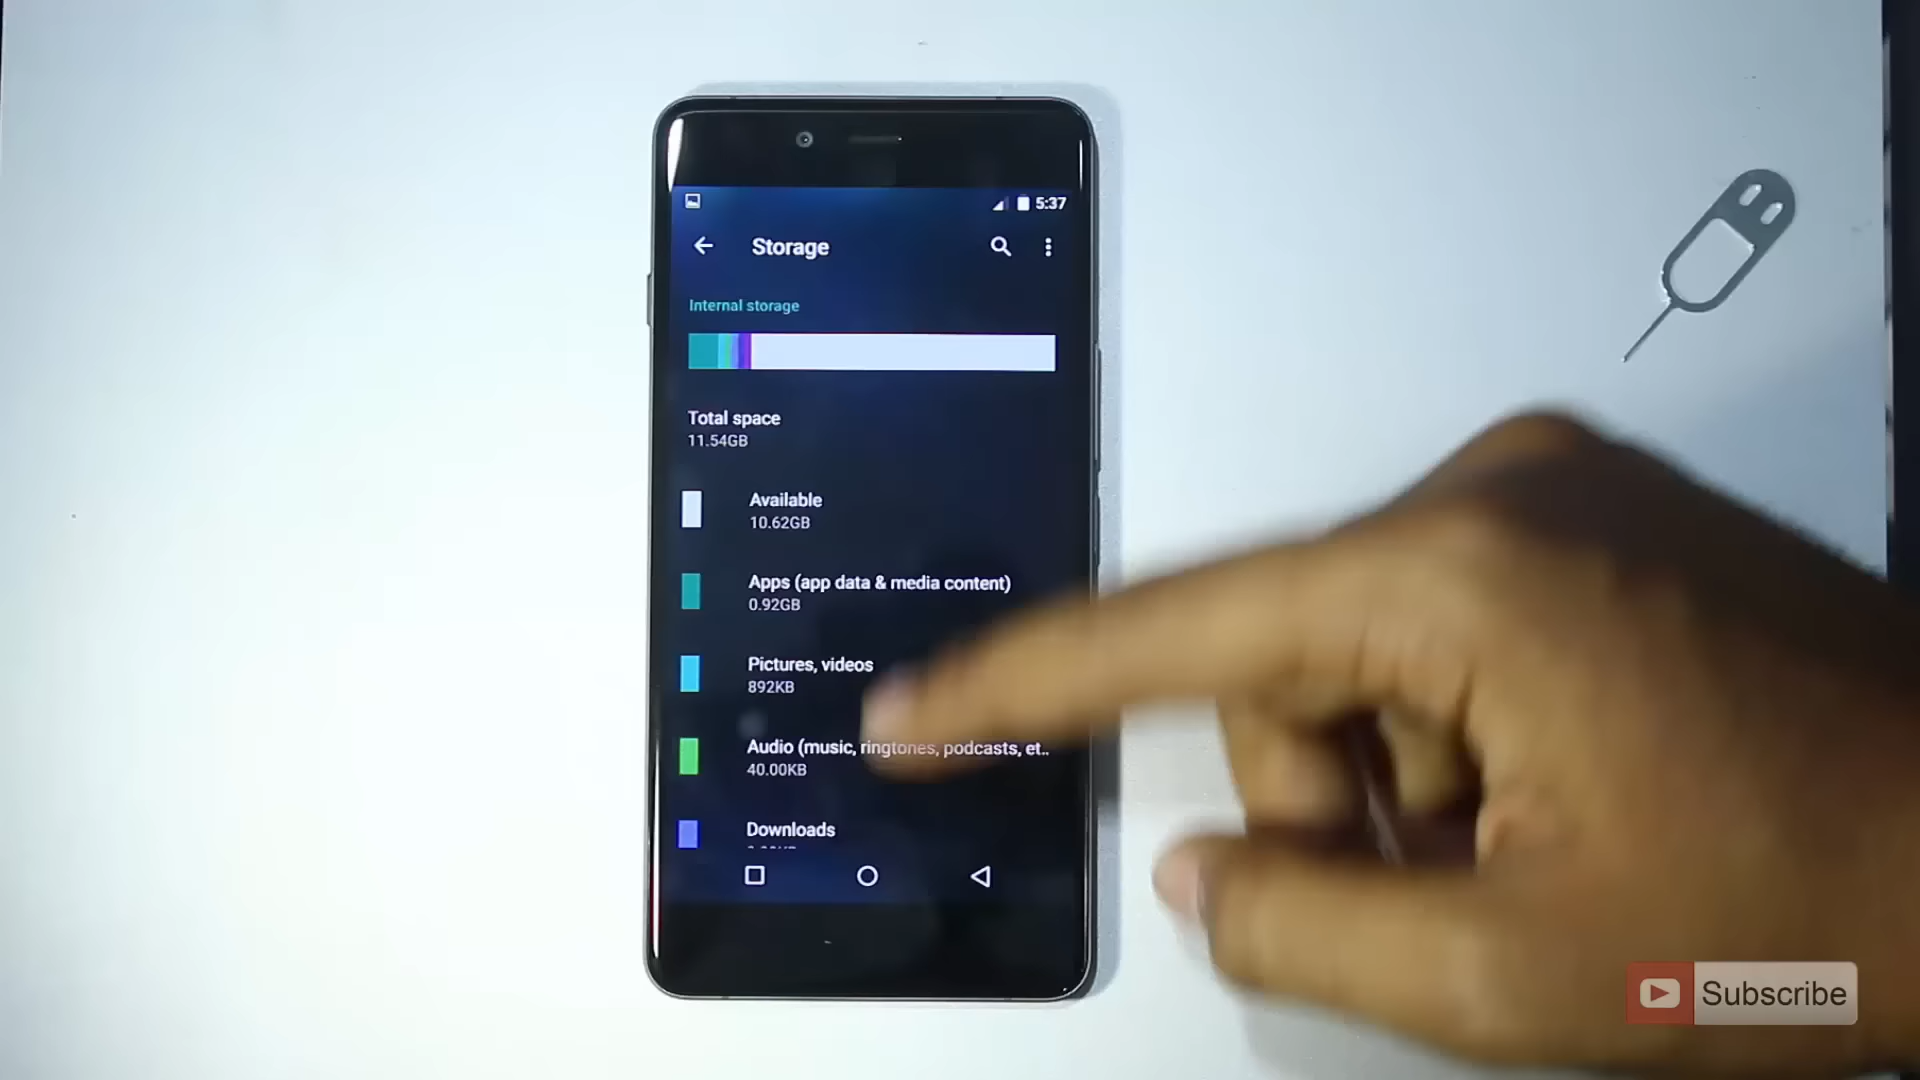 5:37
Storage
Internal storage
Total space
11.54GB
Available
10.62GB
Apps (app data & media content)
0.92GB
Pictures, videos
892KB
Audio (music, ringtones, podcasts, et..
40.00KB
Downloads
Subscribe